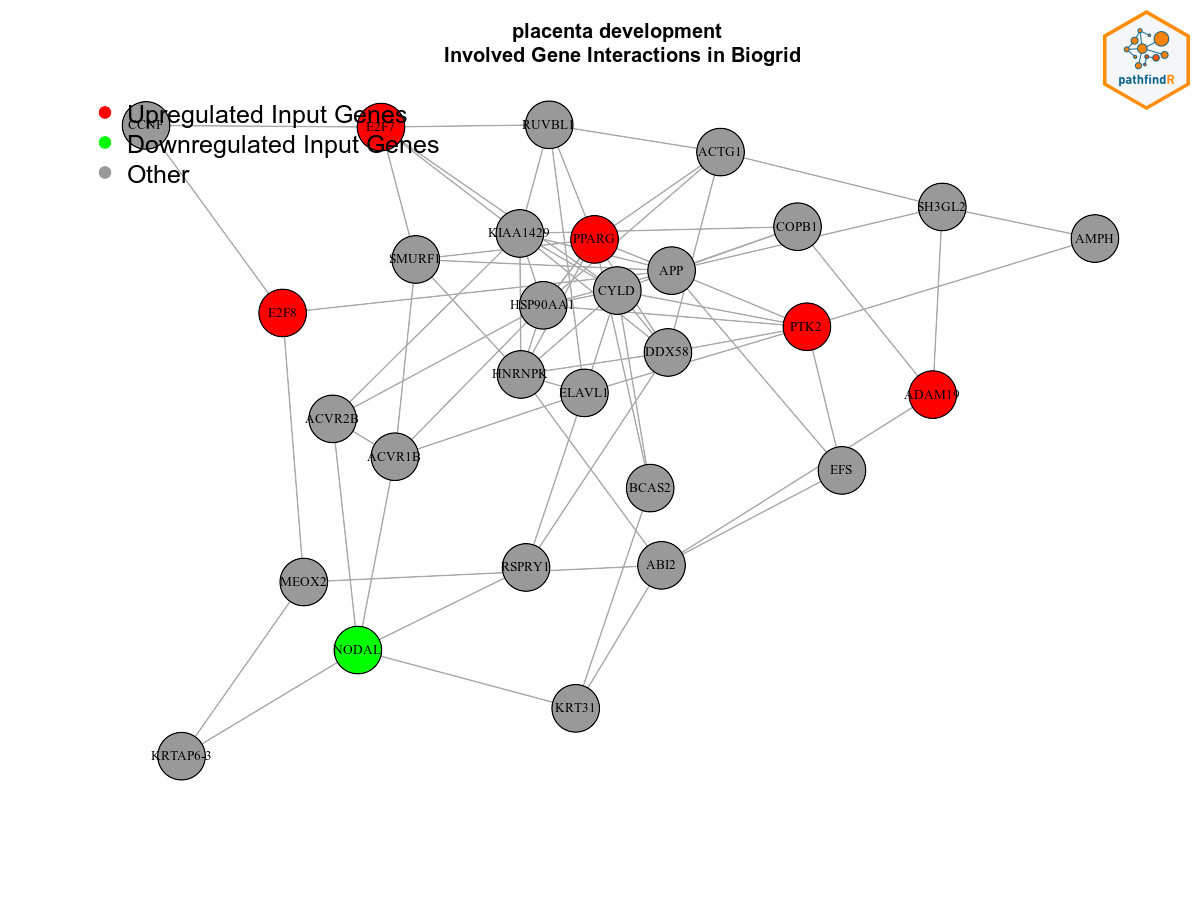 placenta development
Involved Gene Interactions in Biogrid
pathfindR
Upregulated Input Genes
Downregulated Input Genes
Other
CCNF
E2F7
RUVBL1
ACTG1
SH3GL2
AMPH
KIAA1429
PPARG
COPB1
SMURF1
APP
CYLD
HSP90AA1
E2F8
PTK2
DDX58
HNRNPK
ELAVL1
ADAM19
ACVR2B
ACVR1B
EFS
BCAS2
RSPRY1
ABI2
MEOX2
NODAL
KRT31
KRTAP6-3